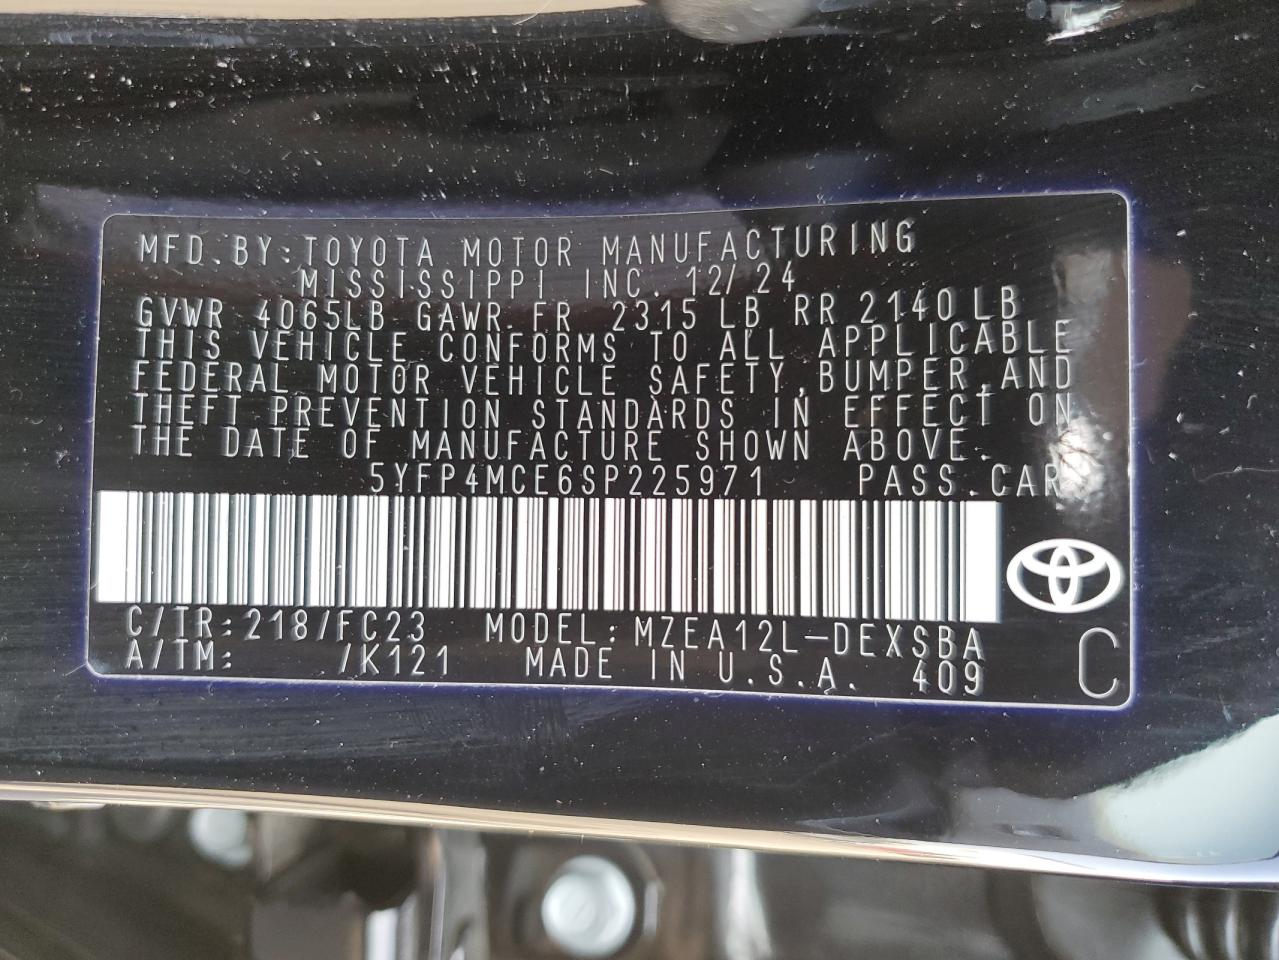 MFD.BY:TOYOTA MOTOR MANUFACTURING
MISSISSIPPI INC. 12/24
GVWR 4065LB GAWR FR 2315 LB RR 2140 LB
THIS VEHICLE CONFORMS TO ALL APPLICABLE
FEDERAL MOTOR VEHICLE SAFETY,BUMPER,AND
THEFT PREVENTION STANDARDS IN EFFECT ON
THE DATE OF MANUFACTURE SHOWN ABOVE.
5YFP4MCE6SP225971 PASS.CAR
C/TR:218/FC23 MODEL:MZEA12L-DEXSBA
A/TM: /K121 MADE IN U.S.A. 409 C